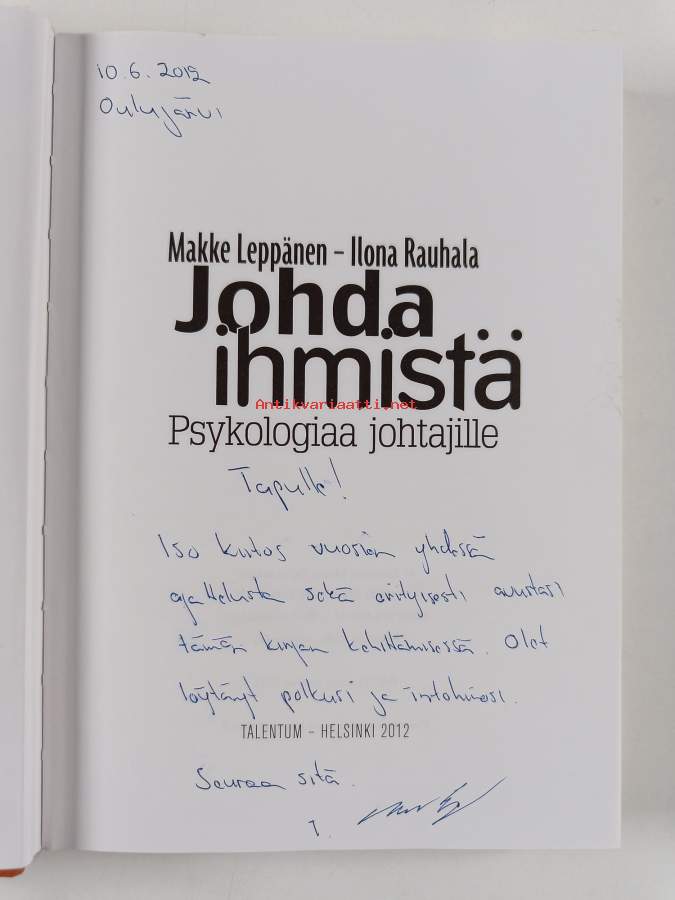 10.6.2012
Oulujärvi
Makke Leppänen – Ilona Rauhala
Johda
ihmistä
Antikvariaatti.net
Psykologiaa johtajille
Tapulle!
Iso kiitos vuosien yhdessä
ajattelusta sekä erityisesti avustasi
tämän kirjan kehittämisessä. Olet
löytänyt polkusi ja intohimosi.
TALENTUM – HELSINKI 2012
Seuraa sitä.
T.